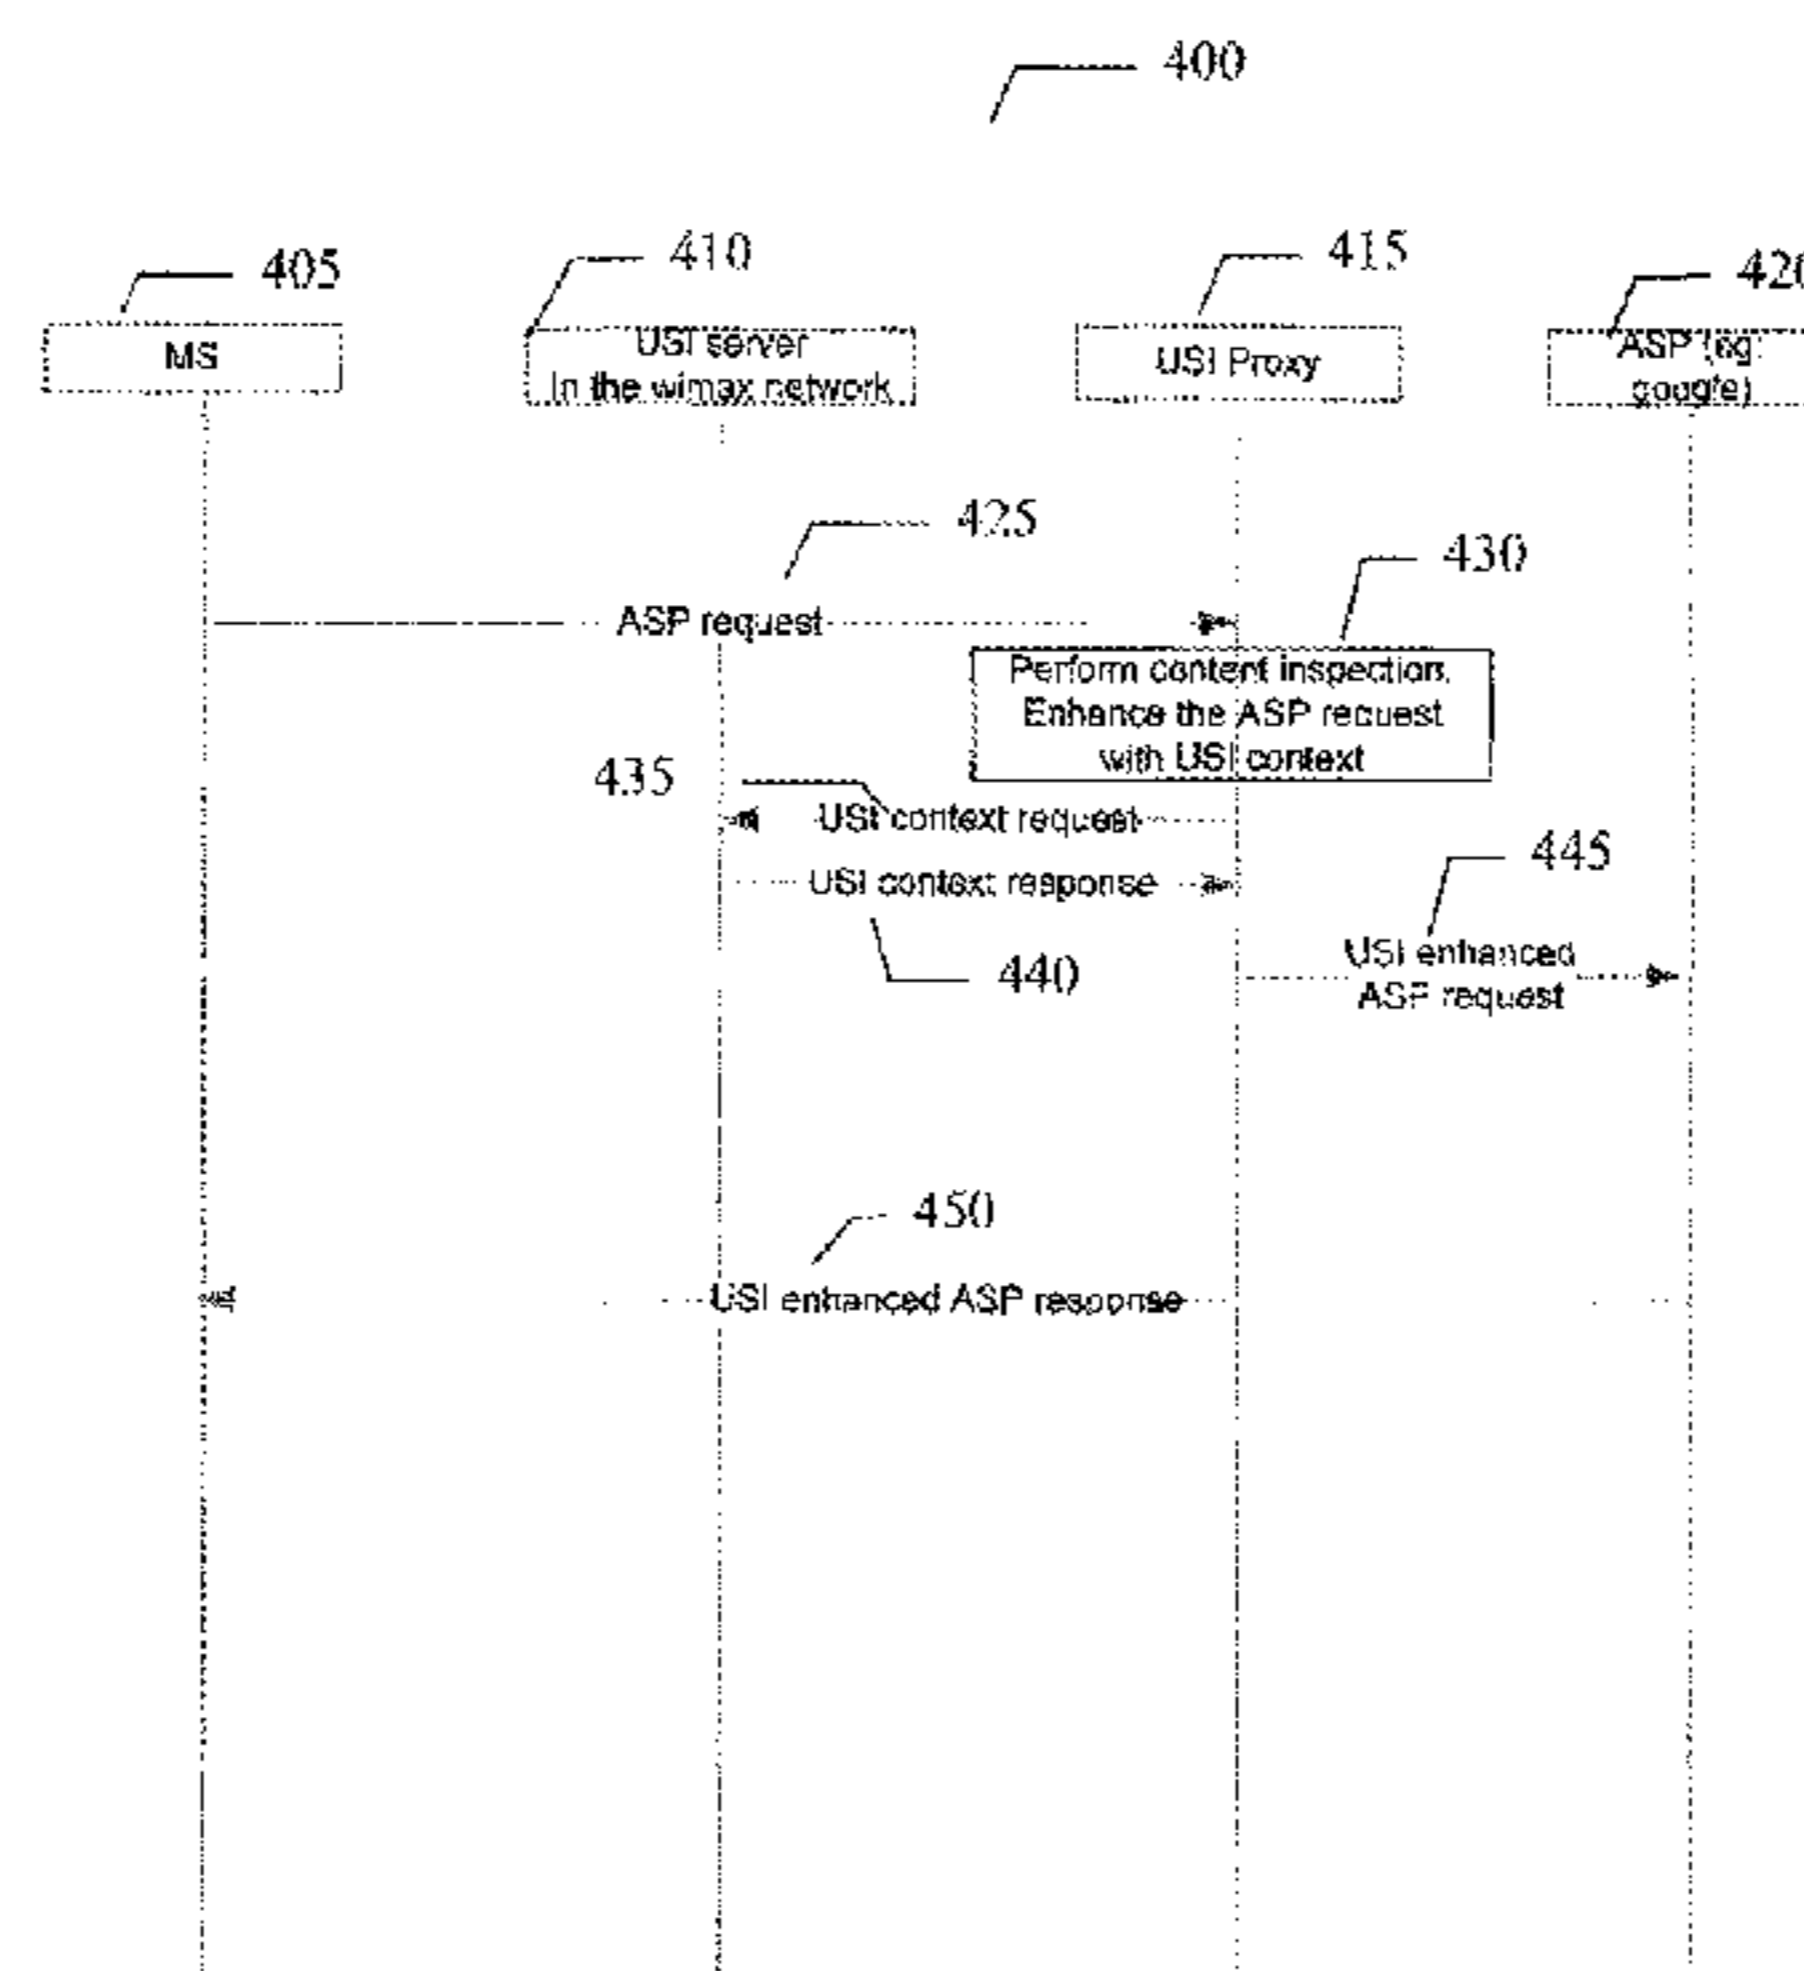 400
405
410
415
420
MS
USI server
In the wimax network
USI Proxy
ASP (eg:
google)
425
430
ASP request
Perform content inspection.
Enhance the ASP request
with USI context
435
USI context request
USI context response
445
440
USI enhanced
ASP request
450
USI enhanced ASP response